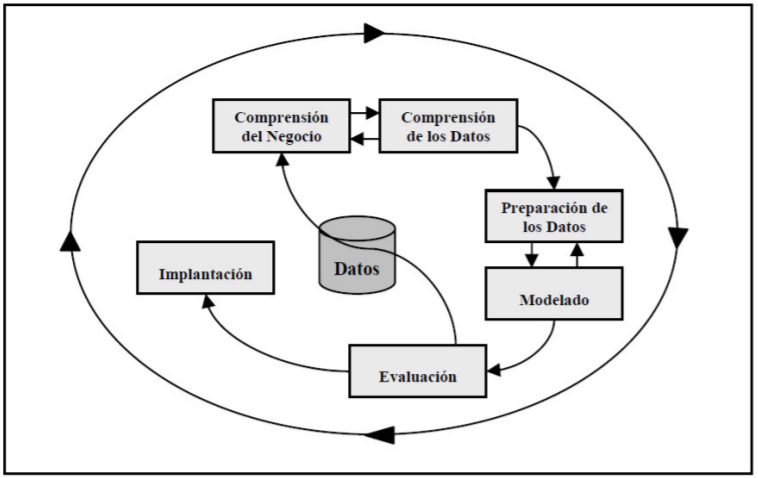 Comprensión
del Negocio
Comprensión
de los Datos
Preparación de
los Datos
Datos
Implantación
Modelado
Evaluación